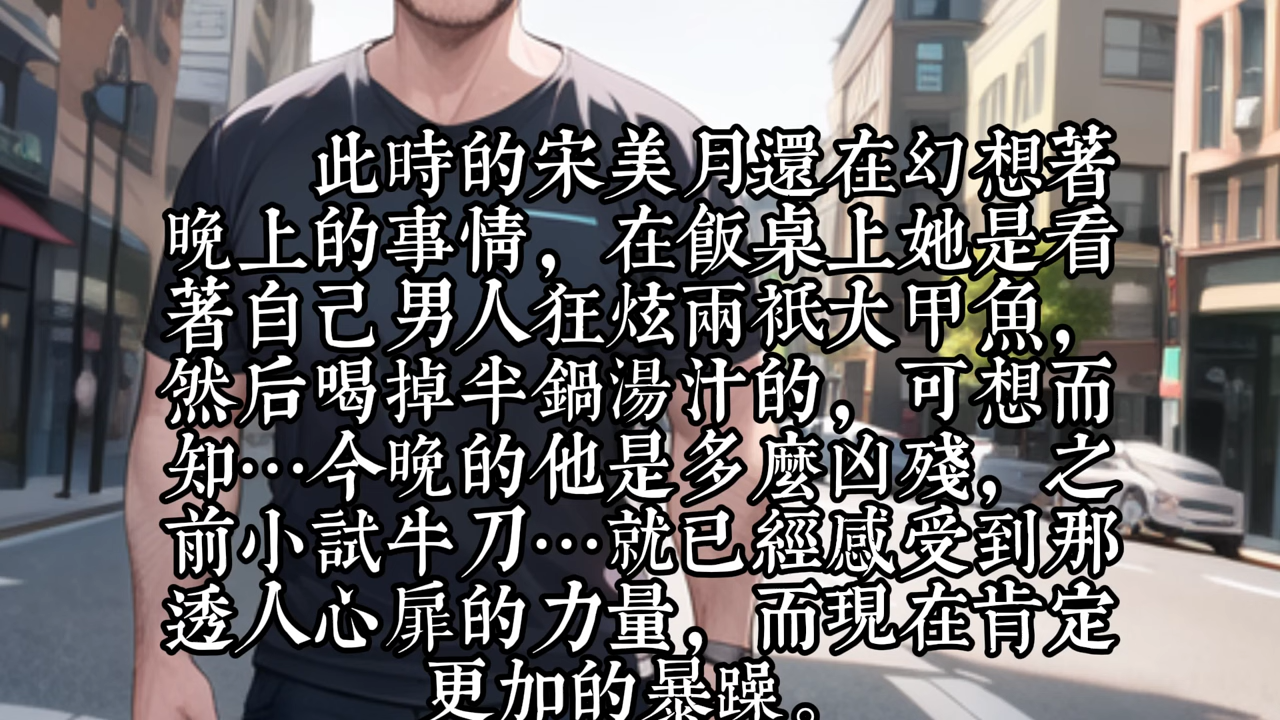 此時的宋美月還在幻想著
晚上的事情，在飯桌上她是看
著自己男人狂炫兩衹大甲魚，
然后喝掉半鍋湯汁的，可想而
知…今晚的他是多麼凶殘，之
前小試牛刀…就已經感受到那
透人心扉的力量，而現在肯定
更加的暴躁。